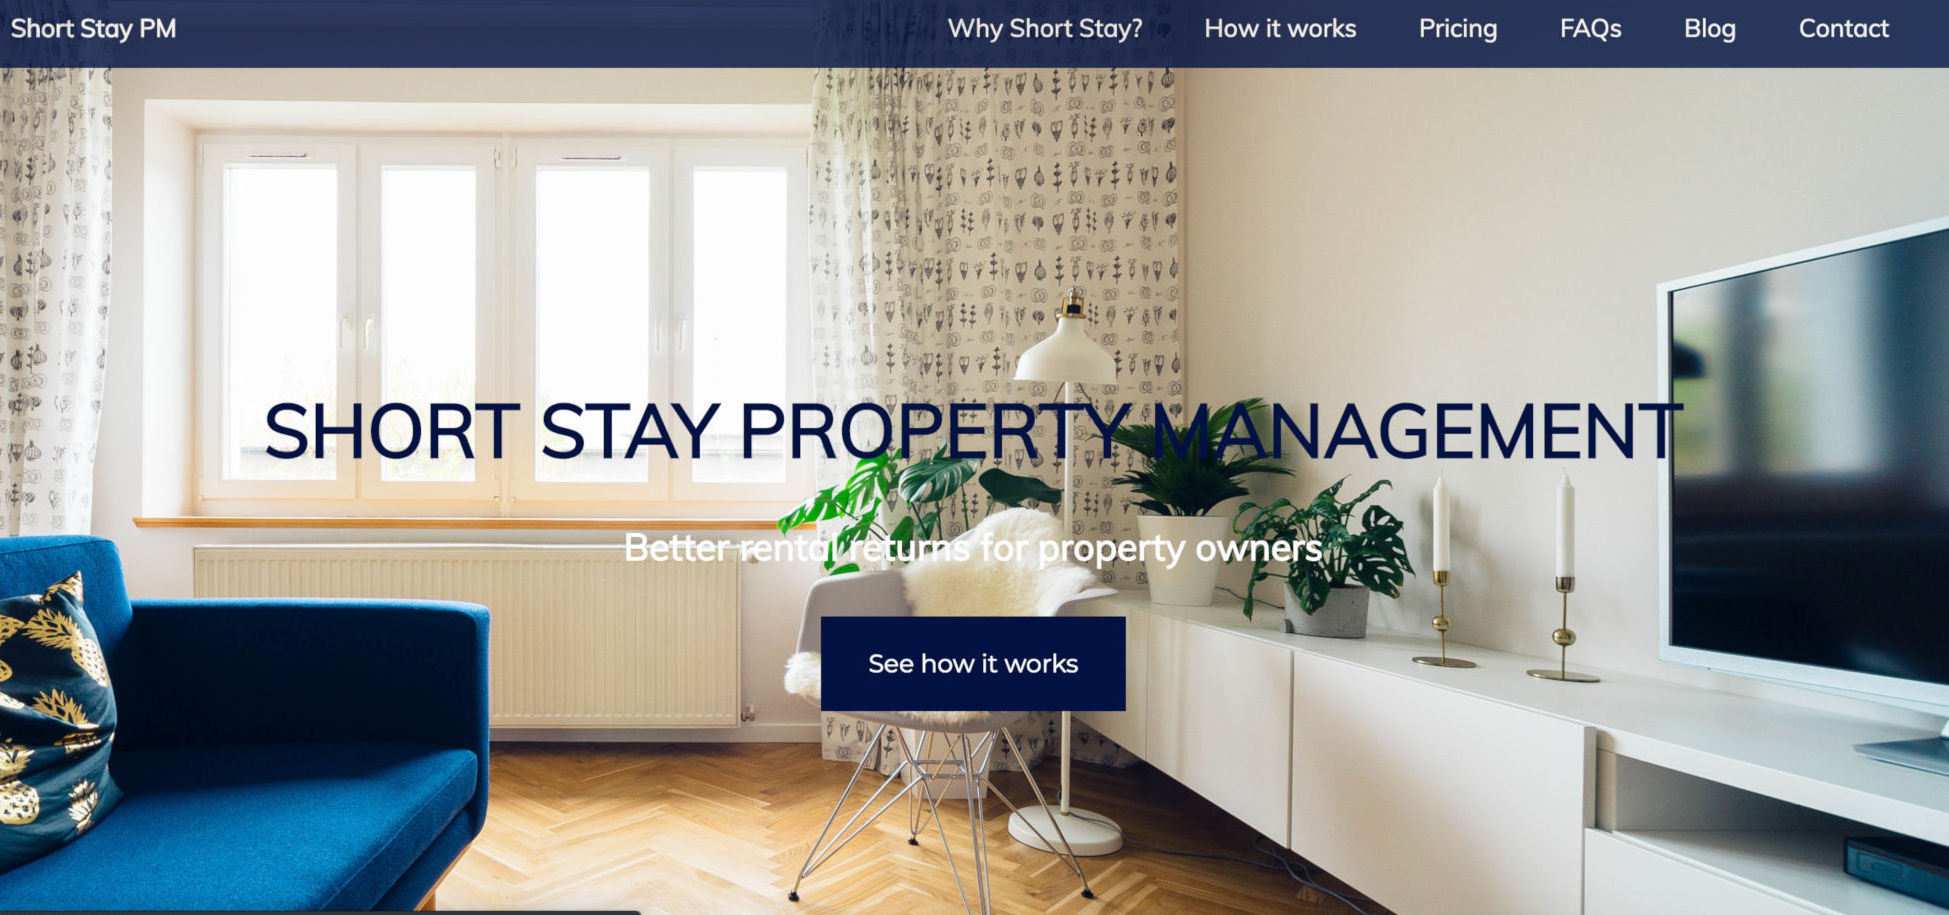 Short Stay PM
Why Short Stay? How it works Pricing FAQs Blog Contact
SHORT STAY PROPERTY MANAGEMENT
Better rental returns for property owners
See how it works